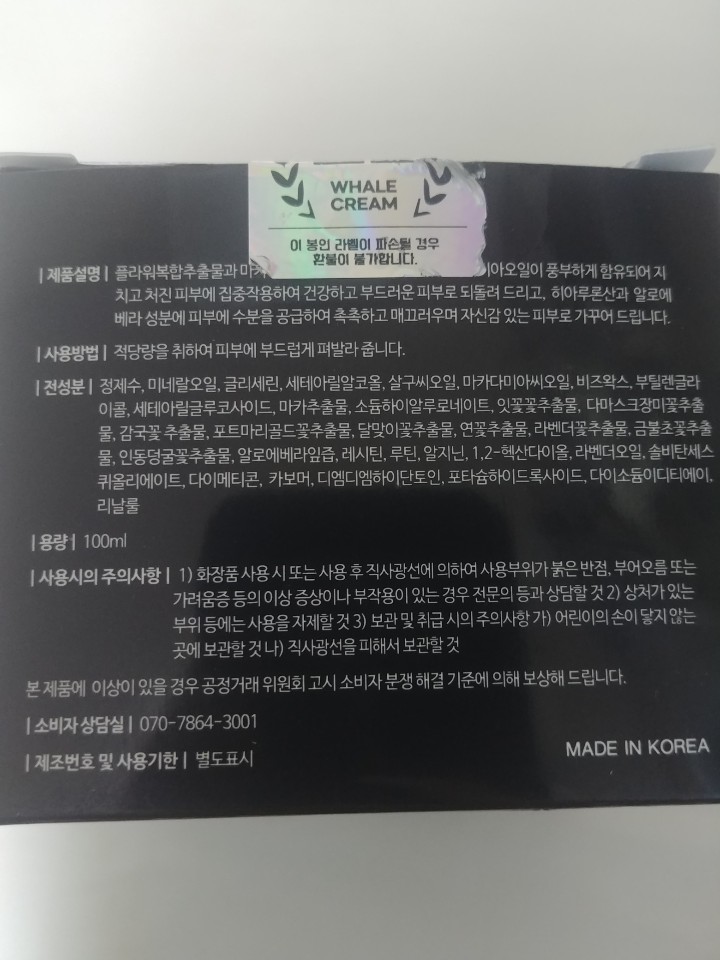 WHALE
CREAM
이 봉인 라벨이 파손될 경우
환불이 불가합니다.
| 제품설명 | 플라워복합추출물과 히아오일이 풍부하게 함유되어 지
치고 처진 피부에 집중작용하여 건강하고 부드러운 피부로 되돌려 드리고, 히아루론산과 알로에
베라 성분에 피부에 수분을 공급하여 촉촉하고 매끄러우며 자신감 있는 피부로 가꾸어 드립니다.
| 사용방법 | 적당량을 취하여 피부에 부드럽게 펴발라 줍니다.
| 전성분 | 정제수, 미네랄오일, 글리세린, 세테아릴알코올, 살구씨오일, 마카다미아씨오일, 비즈왁스, 부틸렌글라
이콜, 세테아릴글루코사이드, 마카추출물, 소듐하이알루로네이트, 잇꽃꽃추출물, 다마스크장미꽃추출
물, 감국꽃 추출물, 포트마리골드꽃추출물, 달맞이꽃추출물, 연꽃추출물, 라벤더꽃추출물, 금불초꽃추출
물, 인동덩굴꽃추출물, 알로에베라잎즙, 레시틴, 루틴, 알지닌, 1,2-헥산다이올, 라벤더오일, 솔비탄세스
퀴올리에이트, 다이메티콘, 카보머, 디엠디엠하이단토인, 포타슘하이드록사이드, 다이소듐이디티에이,
리날룰
| 용량 | 100ml
| 사용시의 주의사항 | 1) 화장품 사용 시 또는 사용 후 직사광선에 의하여 사용부위가 붉은 반점, 부어오름 또는
가려움증 등의 이상 증상이나 부작용이 있는 경우 전문의 등과 상담할 것 2) 상처가 있는
부위 등에는 사용을 자제할 것 3) 보관 및 취급 시의 주의사항 가) 어린이의 손이 닿지 않는
곳에 보관할 것 나) 직사광선을 피해서 보관할 것
본 제품에 이상이 있을 경우 공정거래 위원회 고시 소비자 분쟁 해결 기준에 의해 보상해 드립니다.
| 소비자 상담실 | 070-7864-3001
| 제조번호 및 사용기한 | 별도표시
MADE IN KOREA